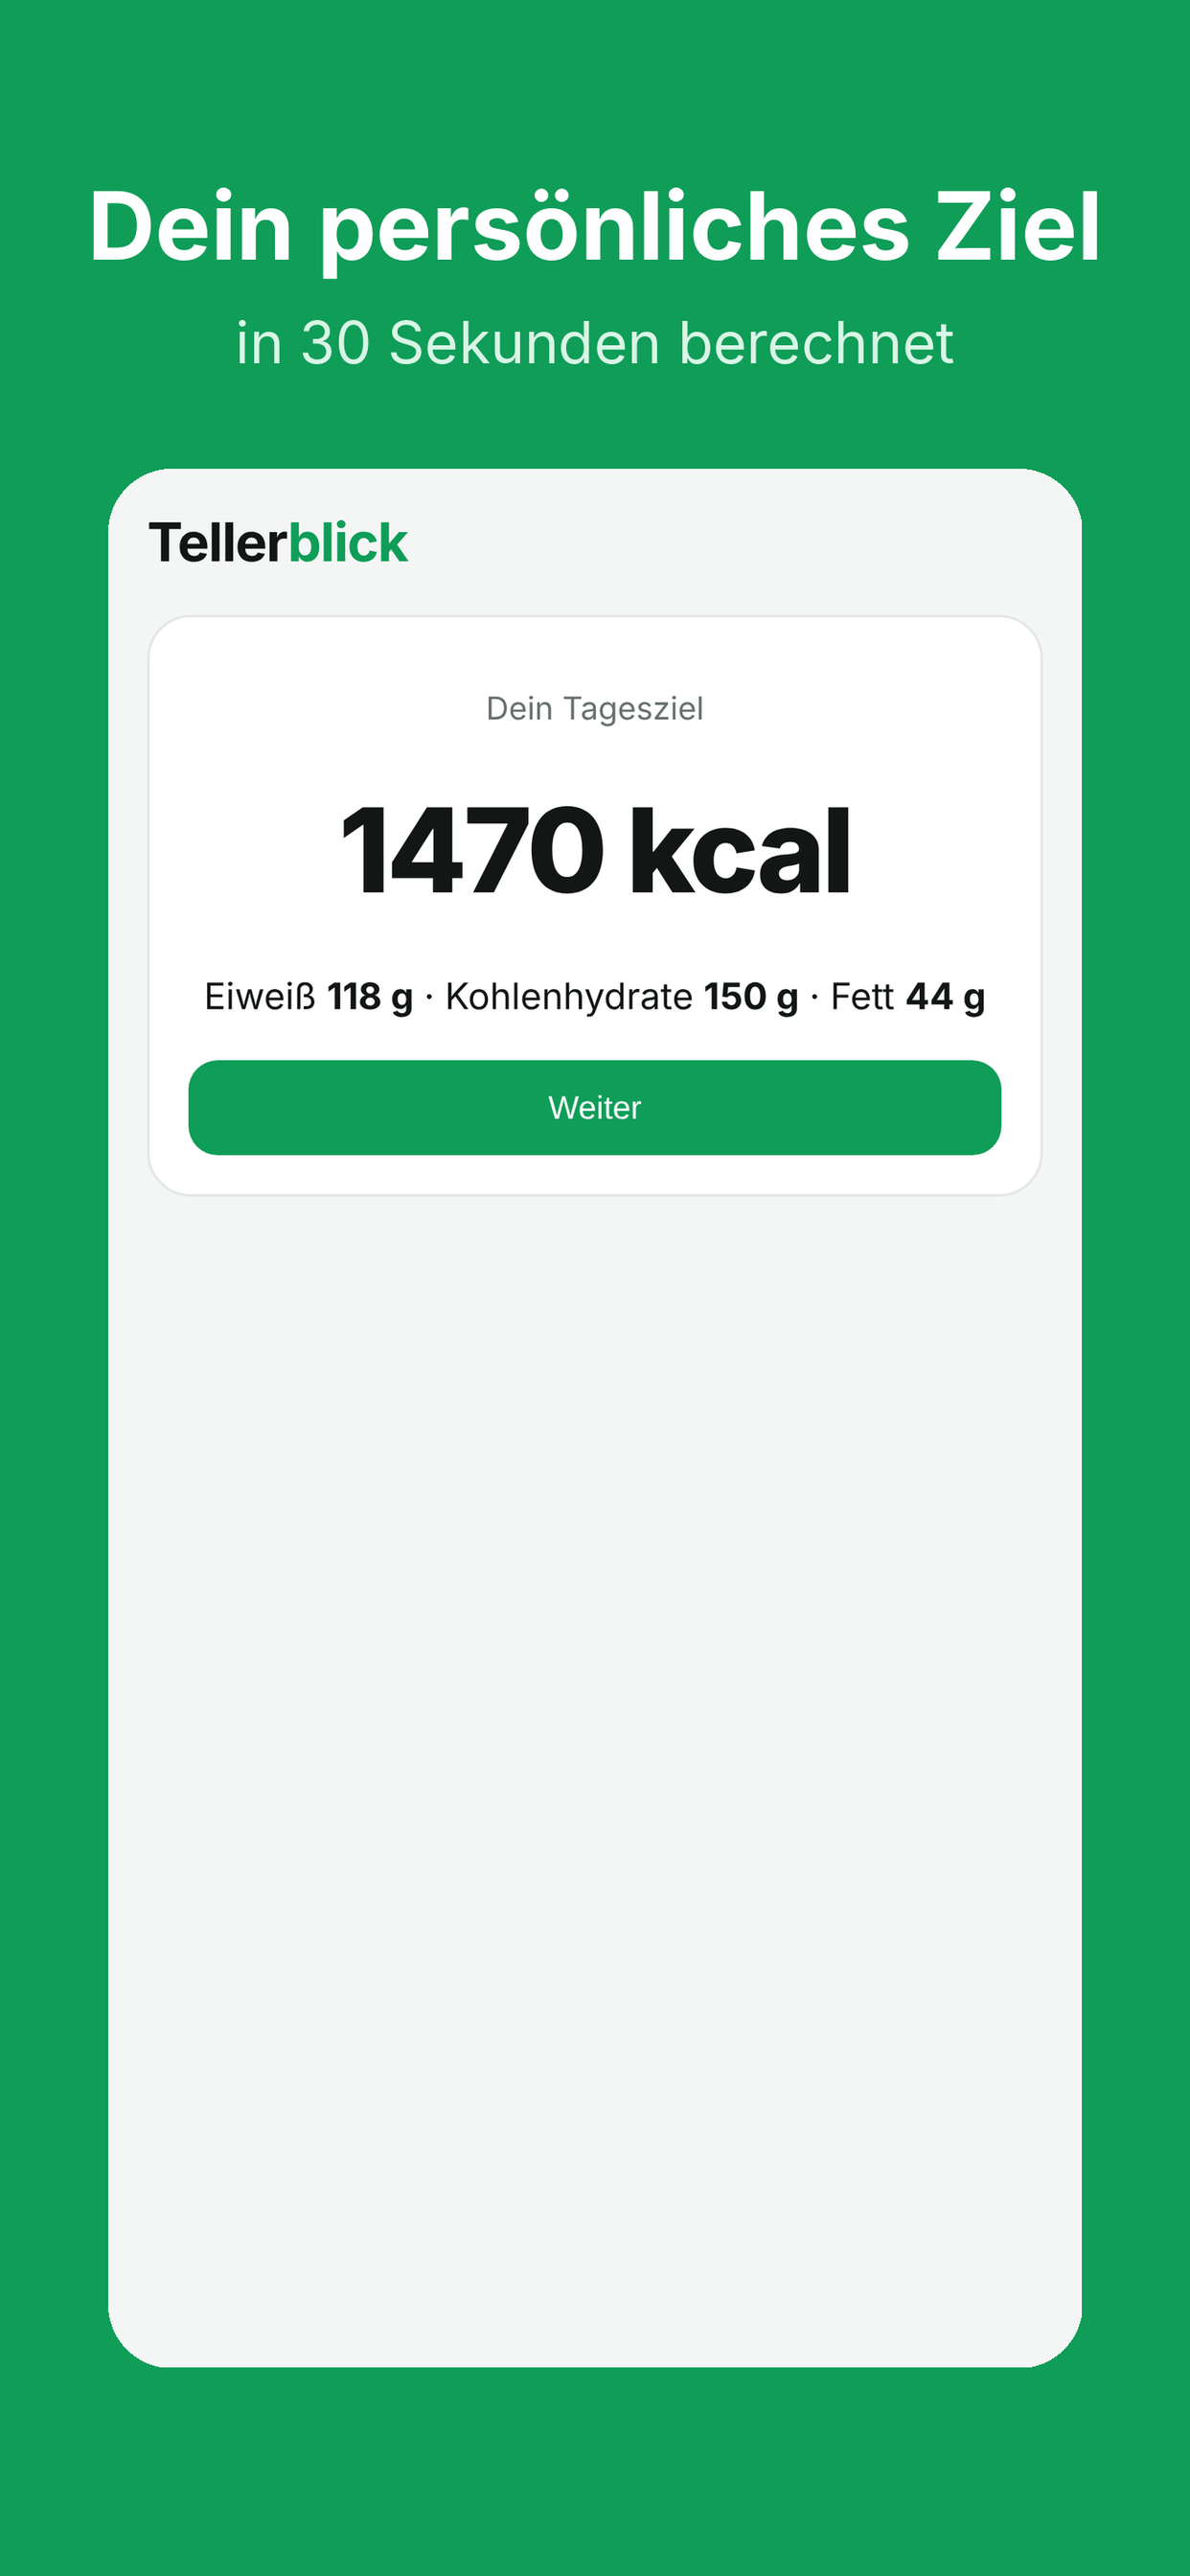 Dein persönliches Ziel
in 30 Sekunden berechnet
Tellerblick
Dein Tagesziel
1470 kcal
Eiweiß 118 g · Kohlenhydrate 150 g · Fett 44 g
Weiter